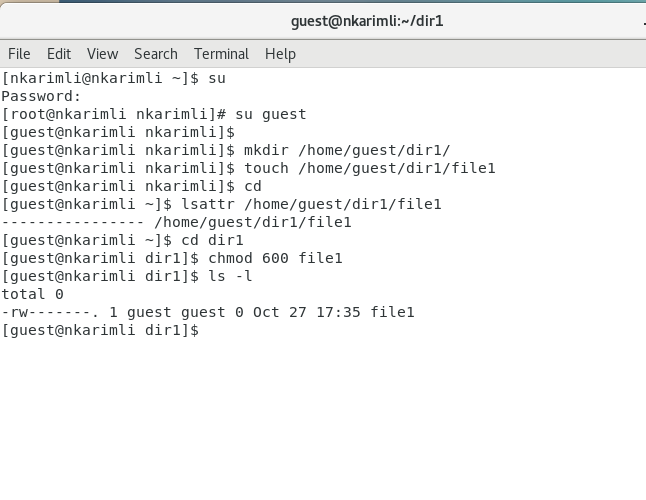 guest@nkarimli:~/dir1
File Edit View Search Terminal Help
[nkarimli@nkarimli ~]$ su
Password:
[root@nkarimli nkarimli]# su guest
[guest@nkarimli nkarimli]$
[guest@nkarimli nkarimli]$ mkdir /home/guest/dir1/
[guest@nkarimli nkarimli]$ touch /home/guest/dir1/file1
[guest@nkarimli nkarimli]$ cd
[guest@nkarimli ~]$ lsattr /home/guest/dir1/file1
---------------- /home/guest/dir1/file1
[guest@nkarimli ~]$ cd dir1
[guest@nkarimli dir1]$ chmod 600 file1
[guest@nkarimli dir1]$ ls -l
total 0
-rw-------. 1 guest guest 0 Oct 27 17:35 file1
[guest@nkarimli dir1]$